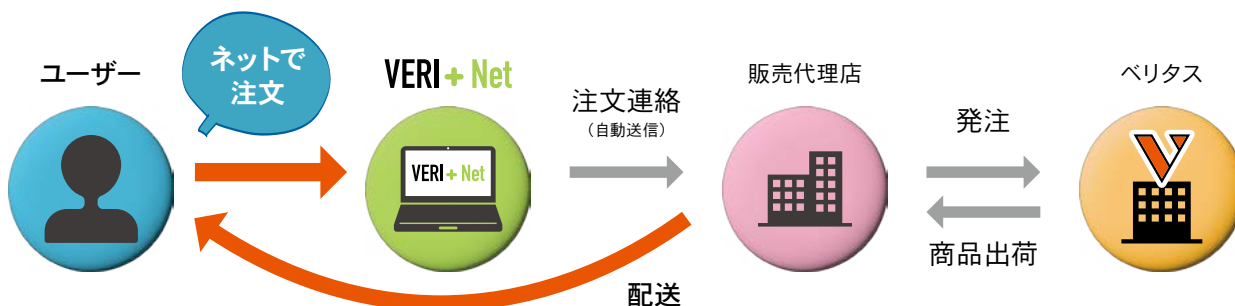 ユーザー
ネットで
注文
VERI + Net
VERI + Net
注文連絡
(自動送信)
販売代理店
発注
商品出荷
ベリタス
配送